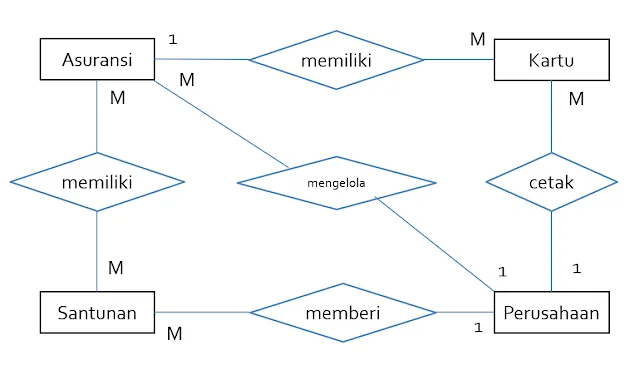 1
Asuransi
memiliki
M
Kartu
M
M
M
memiliki
mengelola
cetak
M
1
1
Santunan
memberi
Perusahaan
M
1